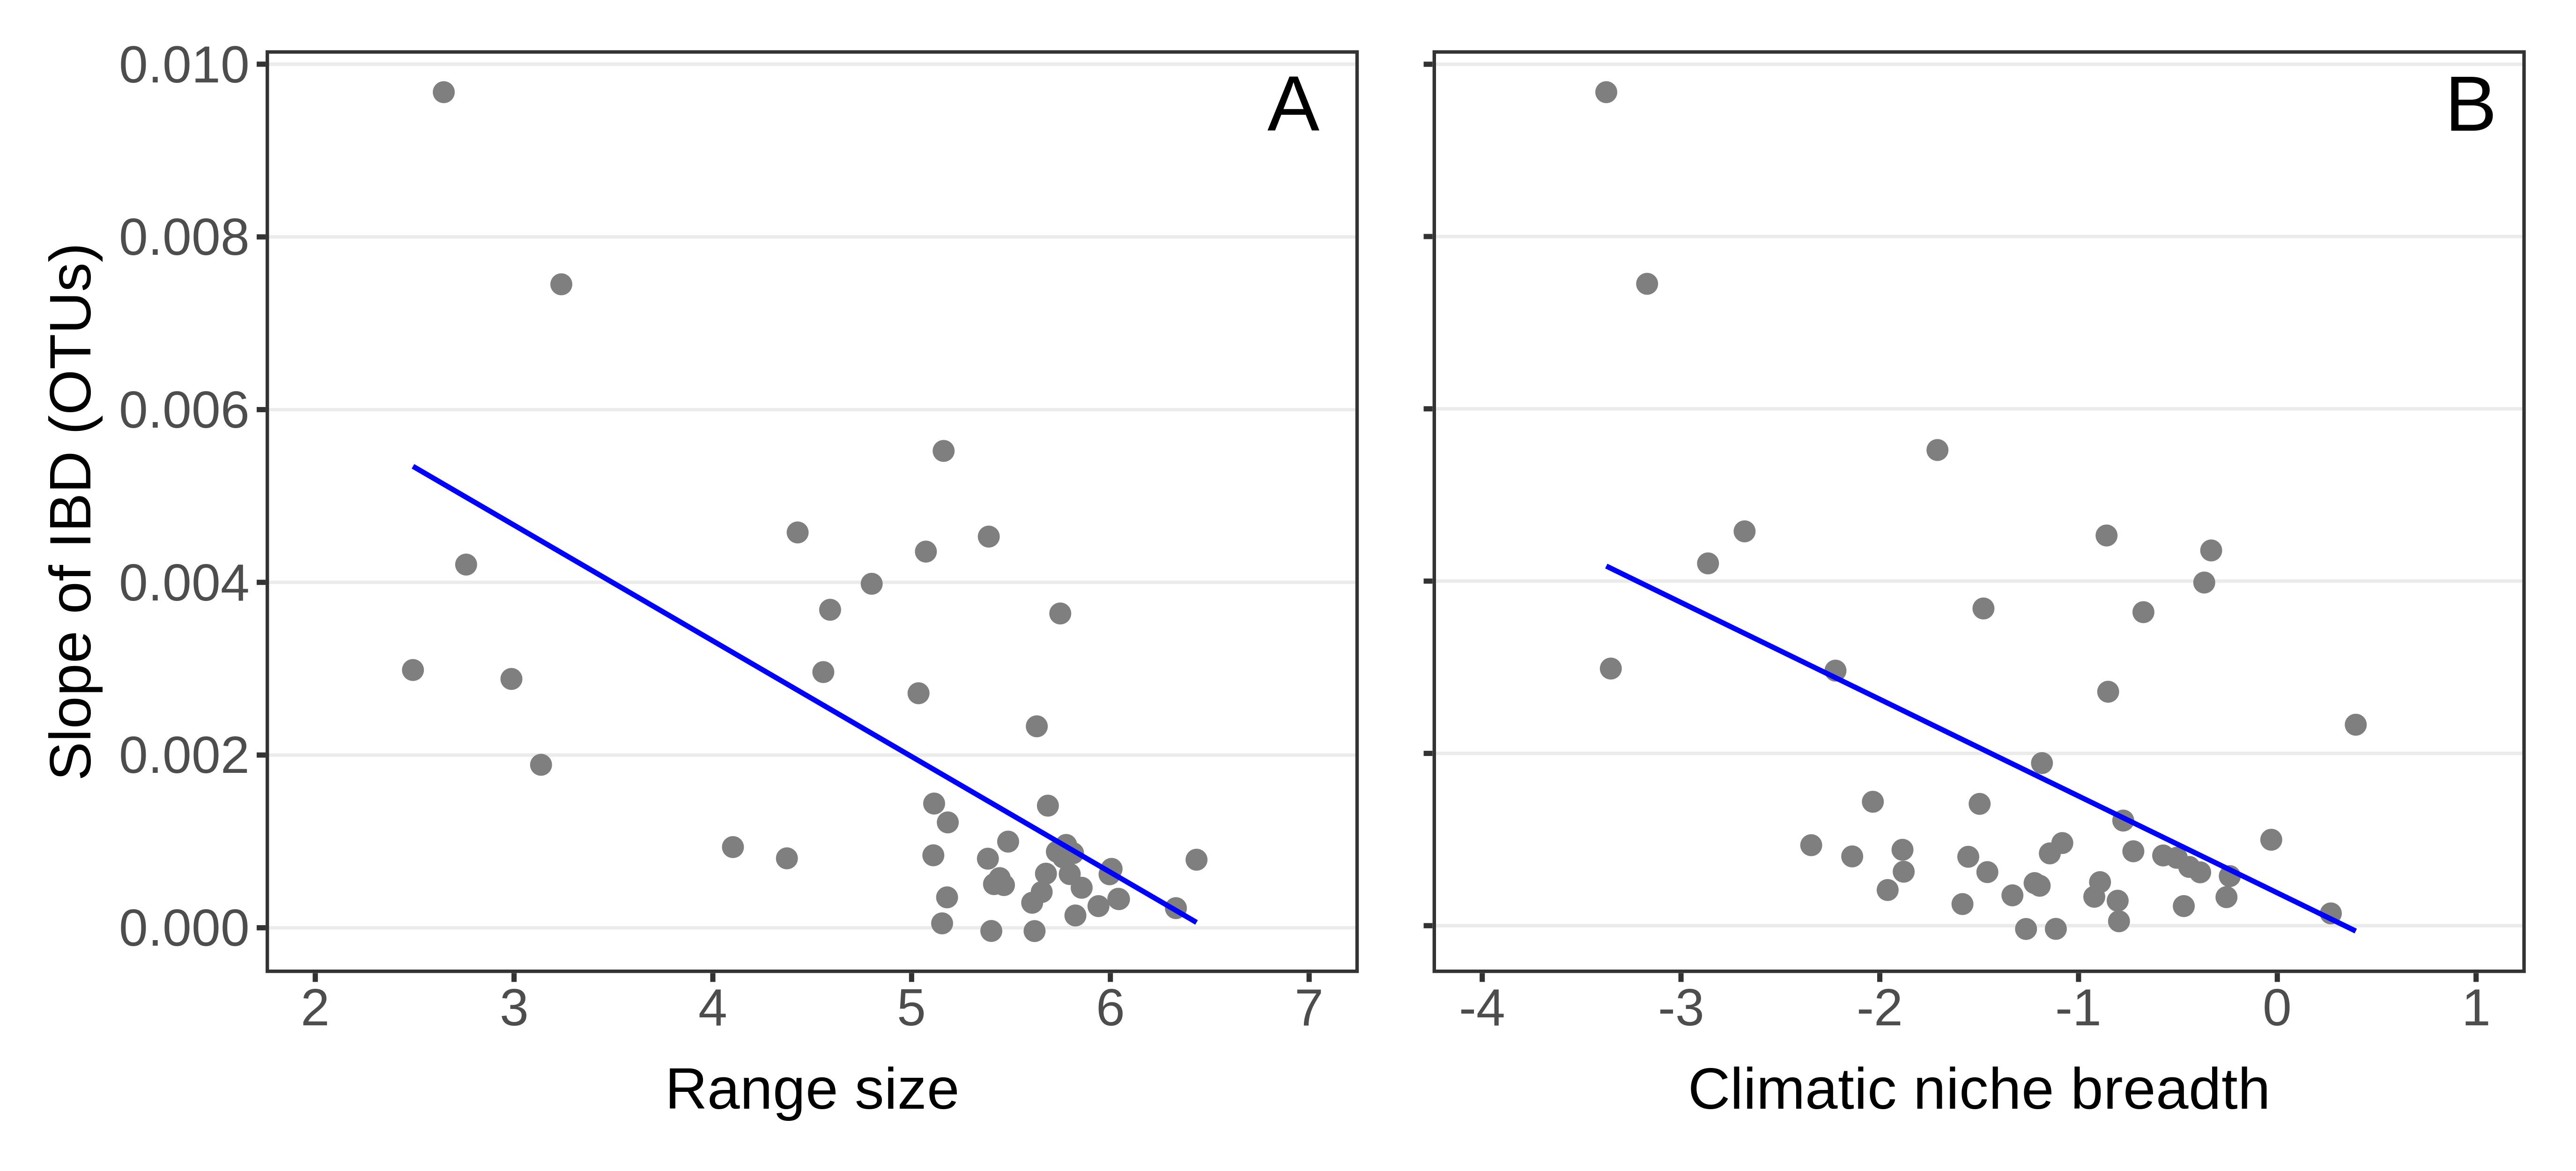 A
B
Slope of IBD (OTUs)
0.010
0.008
0.006
0.004
0.002
0.000
2 3 4 5 6 7
-4 -3 -2 -1 0 1
Range size
Climatic niche breadth